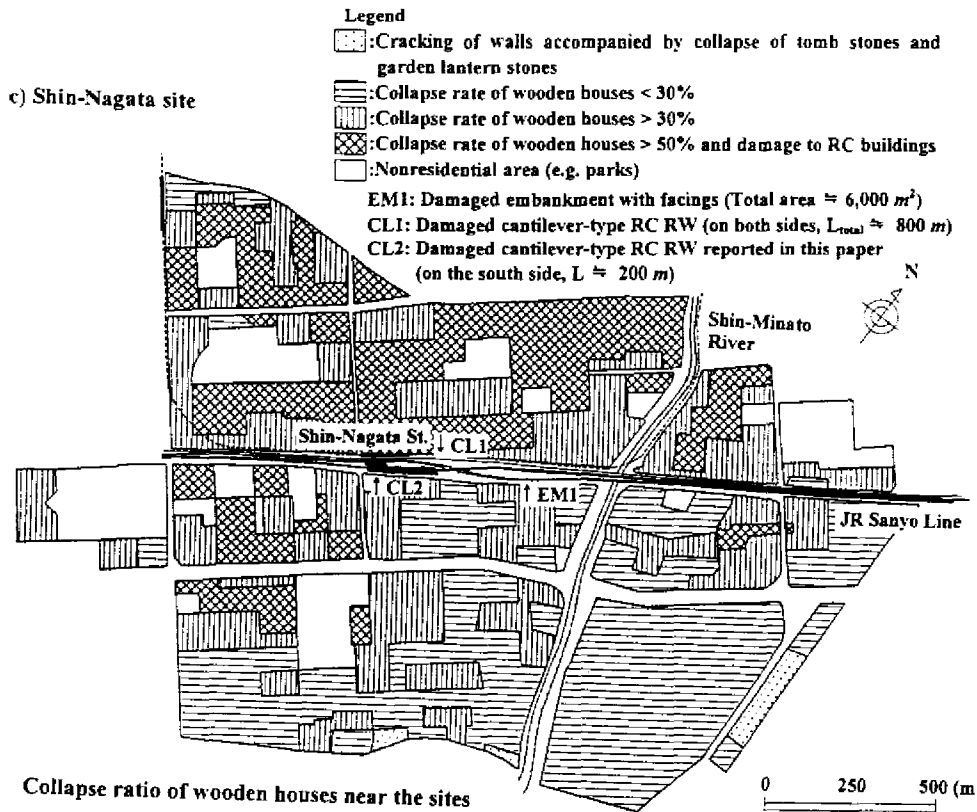 Legend
:Cracking of walls accompanied by collapse of tomb stones and
garden lantern stones
c) Shin-Nagata site
:Collapse rate of wooden houses < 30%
:Collapse rate of wooden houses > 30%
:Collapse rate of wooden houses > 50% and damage to RC buildings
:Nonresidential area (e.g. parks)
EM1: Damaged embankment with facings (Total area ≒ 6,000 m²)
CL1: Damaged cantilever-type RC RW (on both sides, L_total ≒ 800 m)
CL2: Damaged cantilever-type RC RW reported in this paper
(on the south side, L ≒ 200 m)
N
Shin-Minato
River
Shin-Nagata St.
↓ CL1
↑ CL2
↑ EM1
JR Sanyo Line
Collapse ratio of wooden houses near the sites
0 250 500 (m